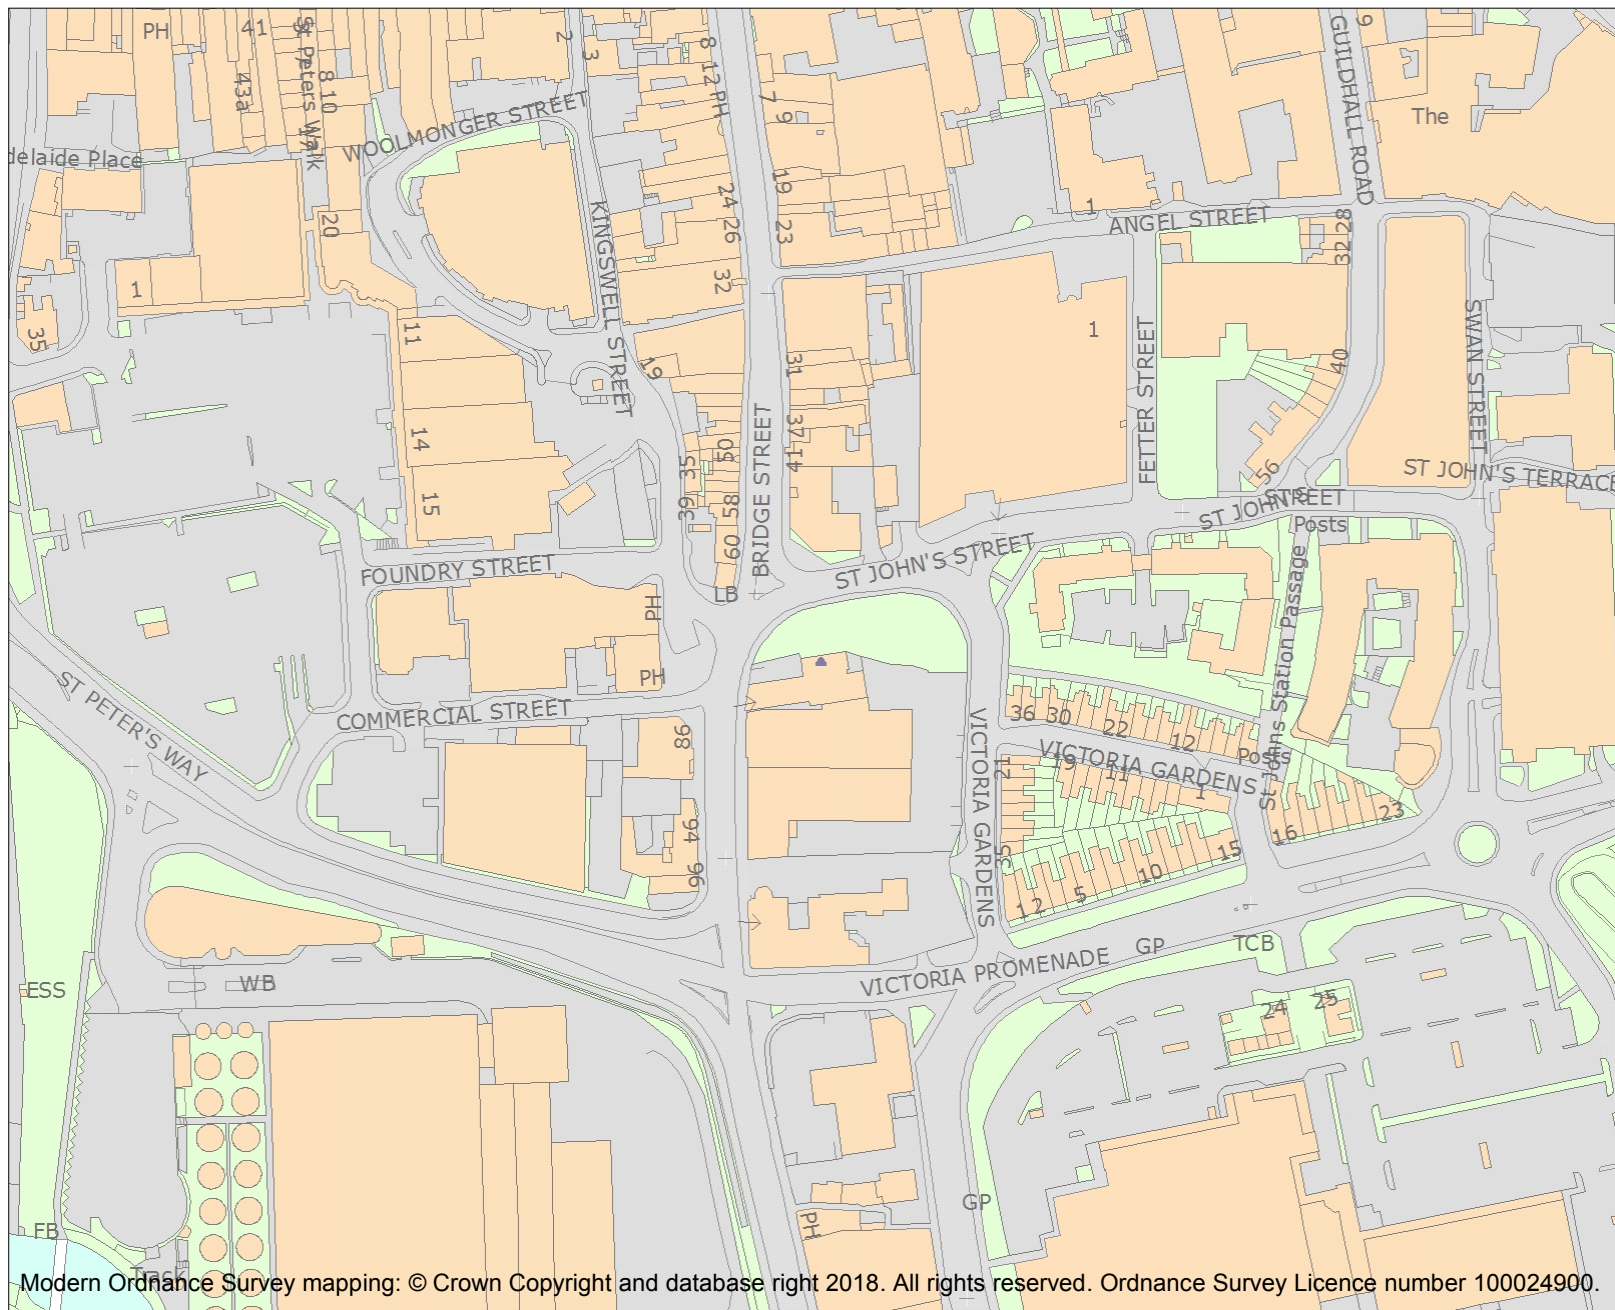 PH
41
43a
St Peters Walk
8 10
2
3
8 12 PH
7 9
GUILDHALL ROAD
9
The
WOOLMONGER STREET
delaide Place
20
KINGSWELL STREET
24 26
19
23
32
1
ANGEL STREET
28
32
1
35
11
19
31
1
FETTER STREET
40
SWAN STREET
14
15
35
39
50
58
60
37
41
BRIDGE STREET
56
ST JOHN'S TERRACE
ST JOHN'S
STREET
Posts
FOUNDRY STREET
ST JOHN'S STREET
LB
PH
PH
St Johns Station Passage
ST PETER'S WAY
COMMERCIAL STREET
86
94
96
36 30
22
12
VICTORIA GARDENS
Posts
VICTORIA GARDENS
21
19
11
1
35
1 2
5
10
15
16
23
ESS
WB
VICTORIA PROMENADE
GP
TCB
24
25
GP
PH
FB
Track
Modern Ordnance Survey mapping: © Crown Copyright and database right 2018. All rights reserved. Ordnance Survey Licence number 100024900.